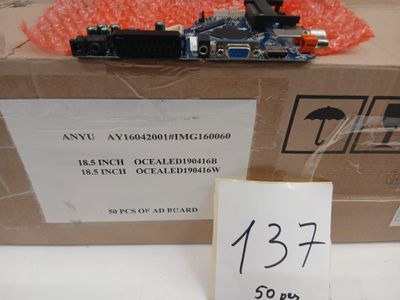 ANYU AY16042001#IMG160060
18.5 INCH OCEALED190416B
18.5 INCH OCEALED190416W
50 PCS OF AD BOARD
137
50 pcs